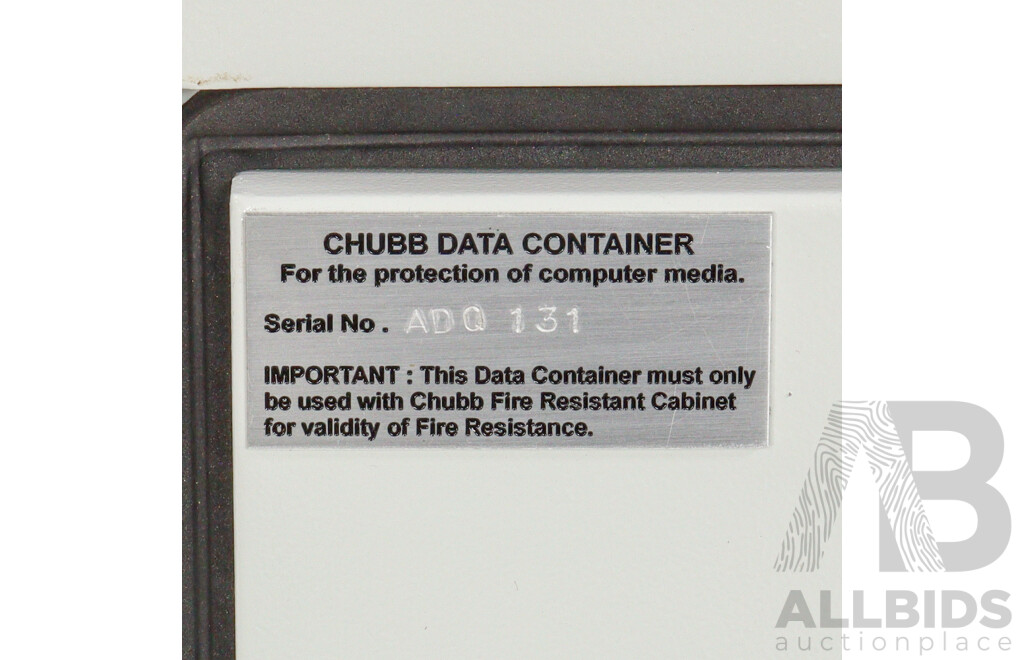 CHUBB DATA CONTAINER
For the protection of computer media.
Serial No. ADQ 131
IMPORTANT : This Data Container must only
be used with Chubb Fire Resistant Cabinet
for validity of Fire Resistance.
AB
ALLBIDS
auctionplace